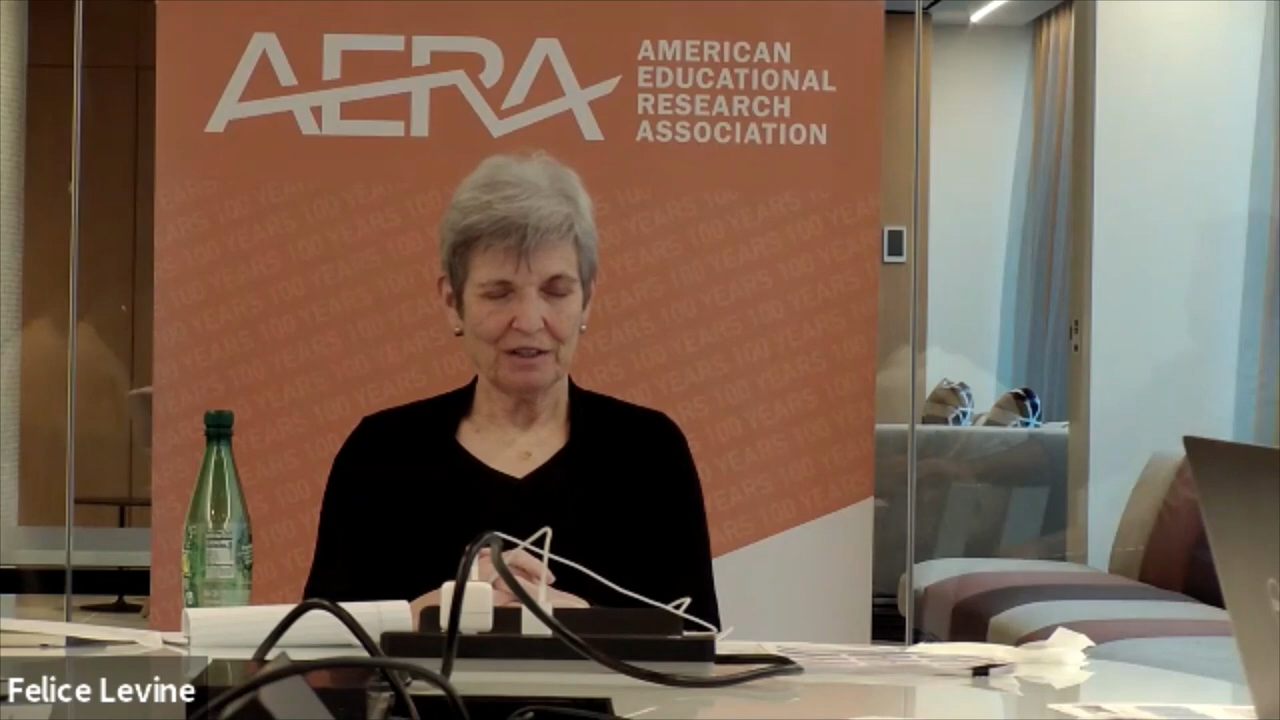 AERA
AMERICAN
EDUCATIONAL
RESEARCH
ASSOCIATION
100 YEARS 100 YEARS 100 YEARS
Felice Levine